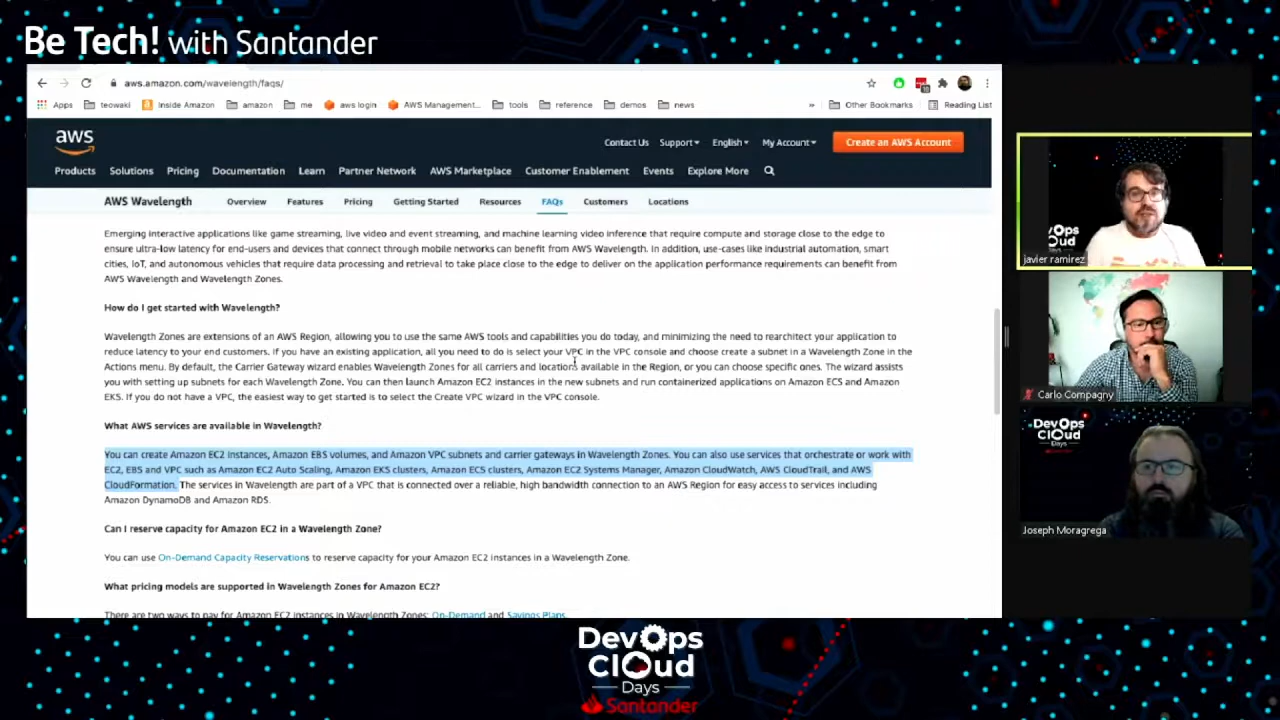 Be Tech! with Santander
aws.amazon.com/wavelength/faqs/
Apps teowaki Inside Amazon amazon me aws login AWS Management... tools reference demos news » Other Bookmarks Reading List
aws
Contact Us Support English My Account Create an AWS Account
Products Solutions Pricing Documentation Learn Partner Network AWS Marketplace Customer Enablement Events Explore More
AWS Wavelength Overview Features Pricing Getting Started Resources FAQs Customers Locations
Emerging interactive applications like game streaming, live video and event streaming, and machine learning video inference that require compute and storage close to the edge to
ensure ultra-low latency for end-users and devices that connect through mobile networks can benefit from AWS Wavelength. In addition, use-cases like industrial automation, smart
cities, IoT, and autonomous vehicles that require data processing and retrieval to take place close to the edge to deliver on the application performance requirements can benefit from
AWS Wavelength and Wavelength Zones.
How do I get started with Wavelength?
Wavelength Zones are extensions of an AWS Region, allowing you to use the same AWS tools and capabilities you do today, and minimizing the need to rearchitect your application to
reduce latency to your end customers. If you have an existing application, all you need to do is select your VPC in the VPC console and choose create a subnet in a Wavelength Zone in the
Actions menu. By default, the Carrier Gateway wizard enables Wavelength Zones for all carriers and locations available in the Region, or you can choose specific ones. The wizard assists
you with setting up subnets for each Wavelength Zone. You can then launch Amazon EC2 instances in the new subnets and run containerized applications on Amazon ECS and Amazon
EKS. If you do not have a VPC, the easiest way to get started is to select the Create VPC wizard in the VPC console.
What AWS services are available in Wavelength?
You can create Amazon EC2 instances, Amazon EBS volumes, and Amazon VPC subnets and carrier gateways in Wavelength Zones. You can also use services that orchestrate or work with
EC2, EBS and VPC such as Amazon EC2 Auto Scaling, Amazon EKS clusters, Amazon ECS clusters, Amazon EC2 Systems Manager, Amazon CloudWatch, AWS CloudTrail, and AWS
CloudFormation. The services in Wavelength are part of a VPC that is connected over a reliable, high bandwidth connection to an AWS Region for easy access to services including
Amazon DynamoDB and Amazon RDS.
Can I reserve capacity for Amazon EC2 in a Wavelength Zone?
You can use On-Demand Capacity Reservations to reserve capacity for your Amazon EC2 instances in a Wavelength Zone.
What pricing models are supported in Wavelength Zones for Amazon EC2?
There are two ways to pay for Amazon EC2 instances in Wavelength Zones: On-Demand and Savings Plans.
Ops
Cloud
javier ramirez
Carlo Compagny
DevOps
Cloud
Joseph Moragrega
DevOps
Cloud
Days
Santander